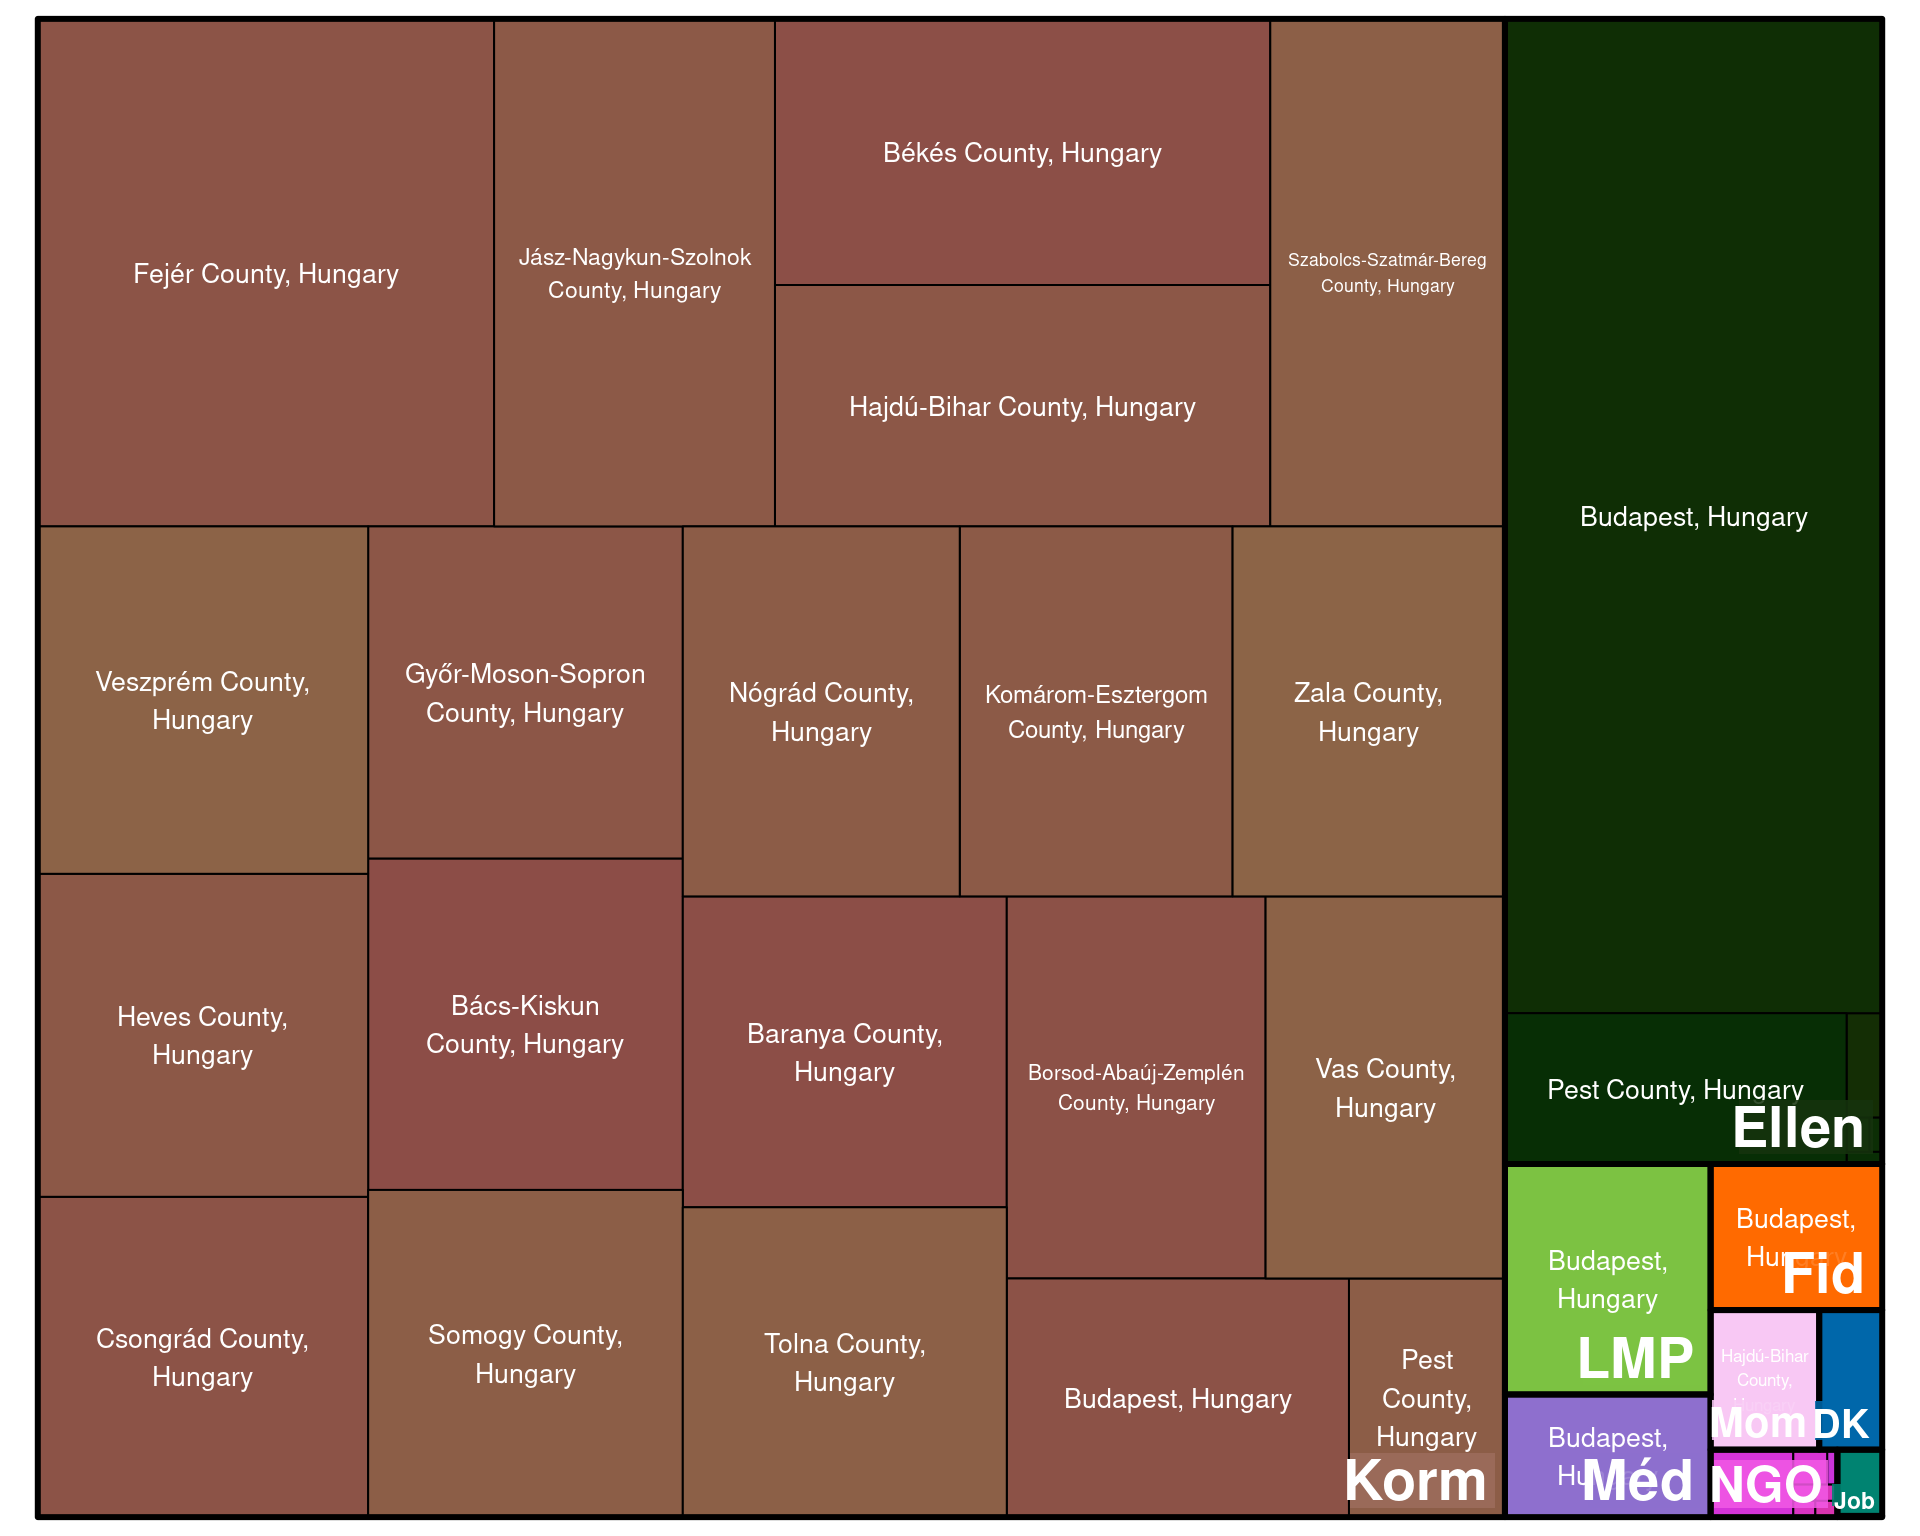 Fejér County, Hungary
Jász-Nagykun-Szolnok
County, Hungary
Békés County, Hungary
Hajdú-Bihar County, Hungary
Szabolcs-Szatmár-Bereg
County, Hungary
Budapest, Hungary
Veszprém County,
Hungary
Győr-Moson-Sopron
County, Hungary
Nógrád County,
Hungary
Komárom-Esztergom
County, Hungary
Zala County,
Hungary
Heves County,
Hungary
Bács-Kiskun
County, Hungary
Baranya County,
Hungary
Borsod-Abaúj-Zemplén
County, Hungary
Vas County,
Hungary
Pest County, Hungary
Ellen
Csongrád County,
Hungary
Somogy County,
Hungary
Tolna County,
Hungary
Budapest, Hungary
Pest
County,
Hungary
Korm
Budapest,
Hungary
LMP
Budapest,
Hungary
Fid
Hajdú-Bihar
County,
Hungary
Mom
DK
Budapest,
Méd
NGO
Job